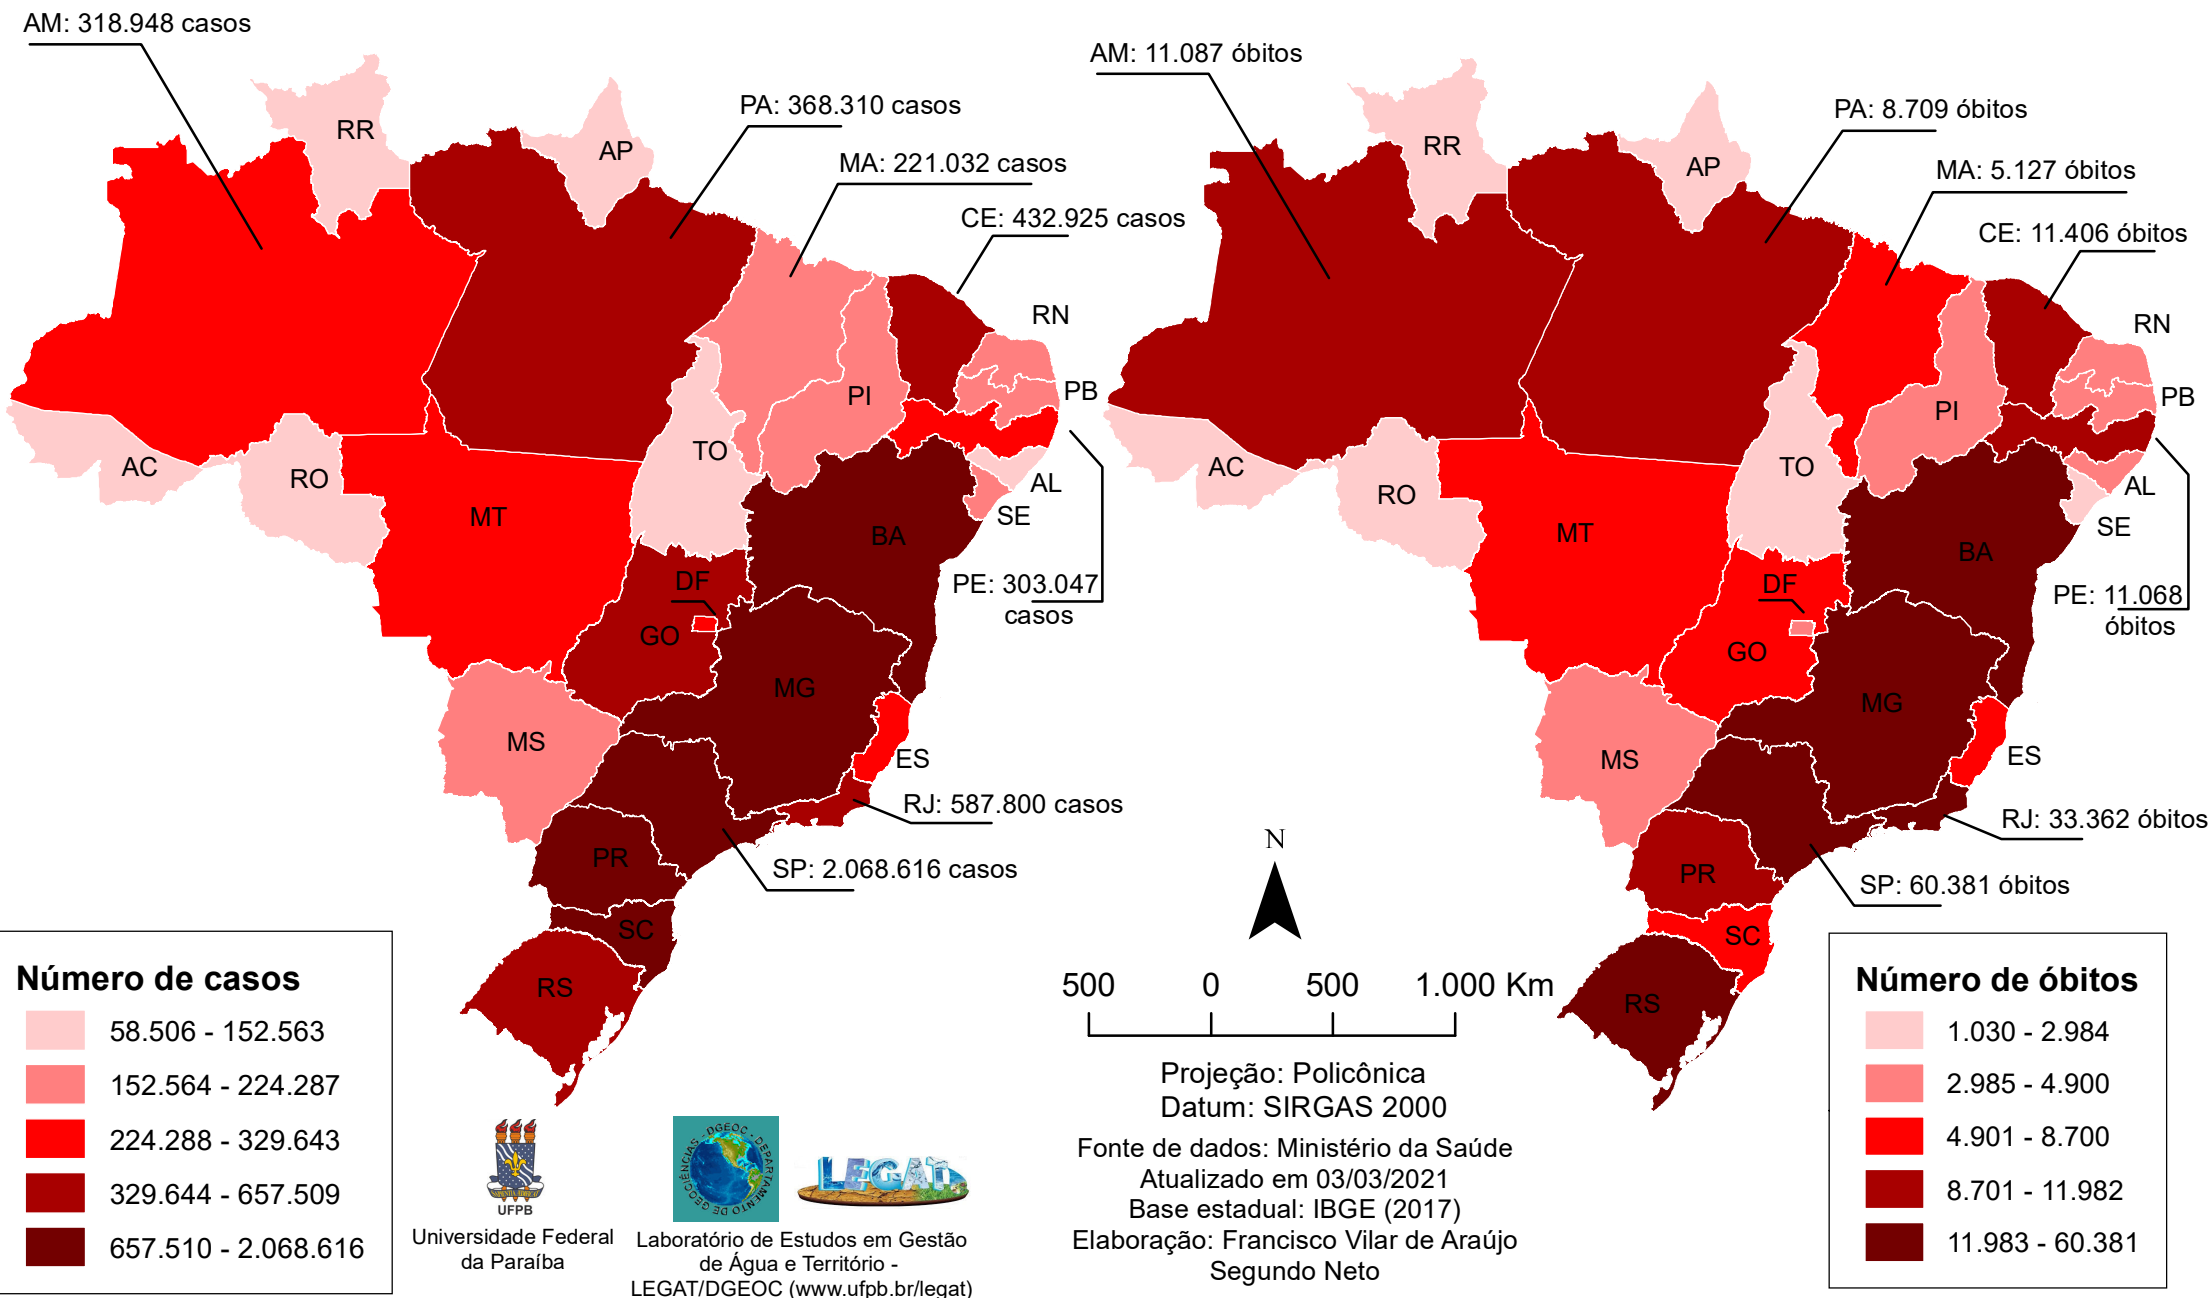 AM: 318.948 casos
RR
AP
PA: 368.310 casos
MA: 221.032 casos
CE: 432.925 casos
RN
PB
PI
TO
AC
RO
AL
SE
MT
BA
DF
PE: 303.047
casos
GO
MG
MS
ES
RJ: 587.800 casos
PR
SP: 2.068.616 casos
SC
RS
AM: 11.087 óbitos
RR
AP
PA: 8.709 óbitos
MA: 5.127 óbitos
CE: 11.406 óbitos
RN
PB
PI
TO
AC
RO
AL
SE
MT
BA
DF
PE: 11.068
óbitos
GO
MG
MS
ES
RJ: 33.362 óbitos
PR
SP: 60.381 óbitos
SC
RS
Número de casos
58.506 - 152.563
152.564 - 224.287
224.288 - 329.643
329.644 - 657.509
657.510 - 2.068.616
UFPB
Universidade Federal
da Paraíba
DGEOC - DEPARTAMENTO DE GEOCIÊNCIAS -
LEGAT
Laboratório de Estudos em Gestão
de Água e Território -
LEGAT/DGEOC (www.ufpb.br/legat)
N
500 0 500 1.000 Km
Projeção: Policônica
Datum: SIRGAS 2000
Fonte de dados: Ministério da Saúde
Atualizado em 03/03/2021
Base estadual: IBGE (2017)
Elaboração: Francisco Vilar de Araújo
Segundo Neto
Número de óbitos
1.030 - 2.984
2.985 - 4.900
4.901 - 8.700
8.701 - 11.982
11.983 - 60.381